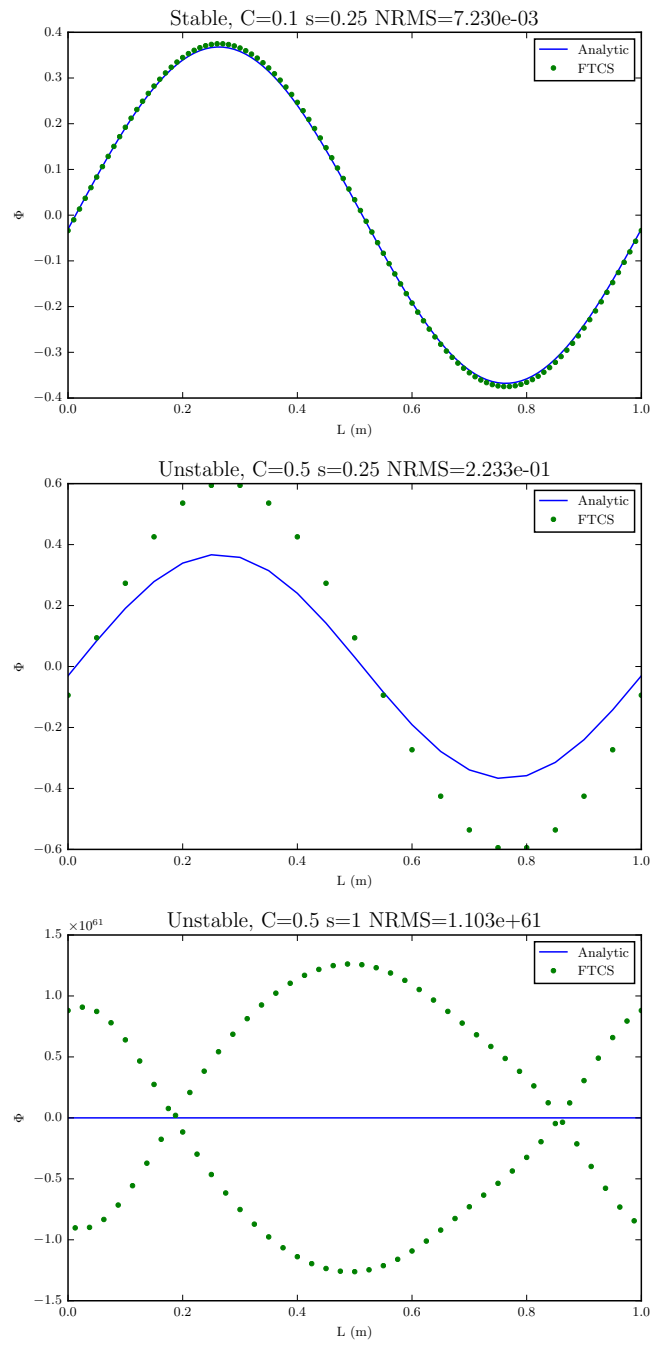 Stable, C=0.1 s=0.25 NRMS=7.230e-03
0.4
0.3
0.2
0.1
0.0
−0.1
−0.2
−0.3
−0.4
Φ
Analytic
FTCS
0.0 0.2 0.4 0.6 0.8 1.0
L (m)
Unstable, C=0.5 s=0.25 NRMS=2.233e-01
0.6
0.4
0.2
0.0
−0.2
−0.4
−0.6
Φ
Analytic
FTCS
0.0 0.2 0.4 0.6 0.8 1.0
L (m)
×10⁶¹
Unstable, C=0.5 s=1 NRMS=1.103e+61
1.5
1.0
0.5
0.0
−0.5
−1.0
−1.5
Φ
Analytic
FTCS
0.0 0.2 0.4 0.6 0.8 1.0
L (m)